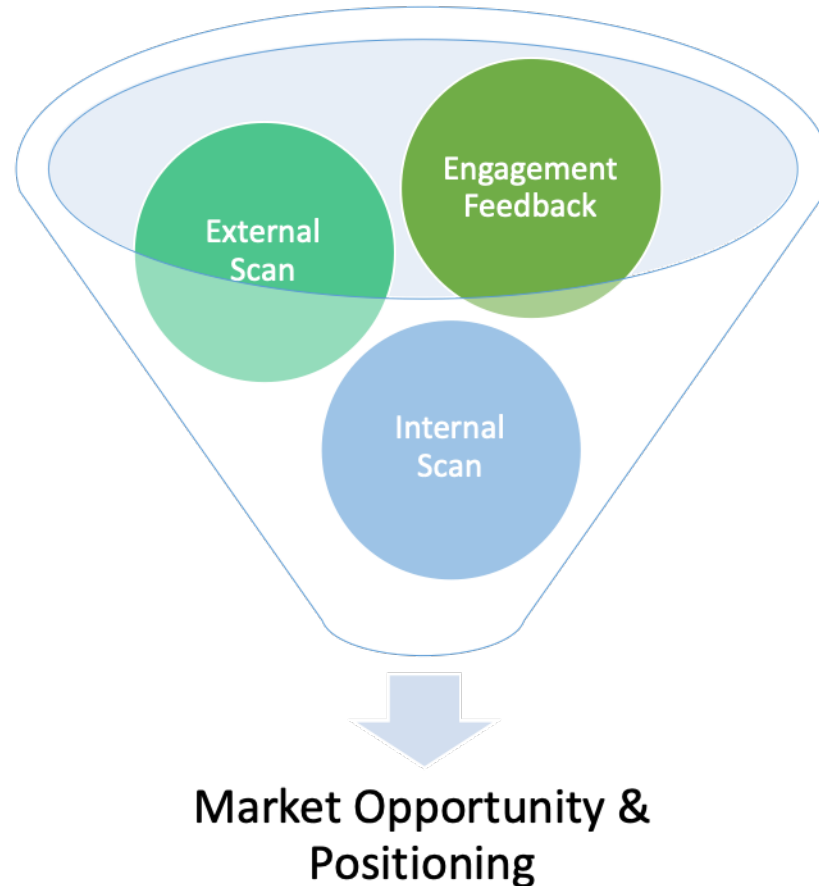 Engagement
Feedback
External
Scan
Internal
Scan
Market Opportunity &
Positioning